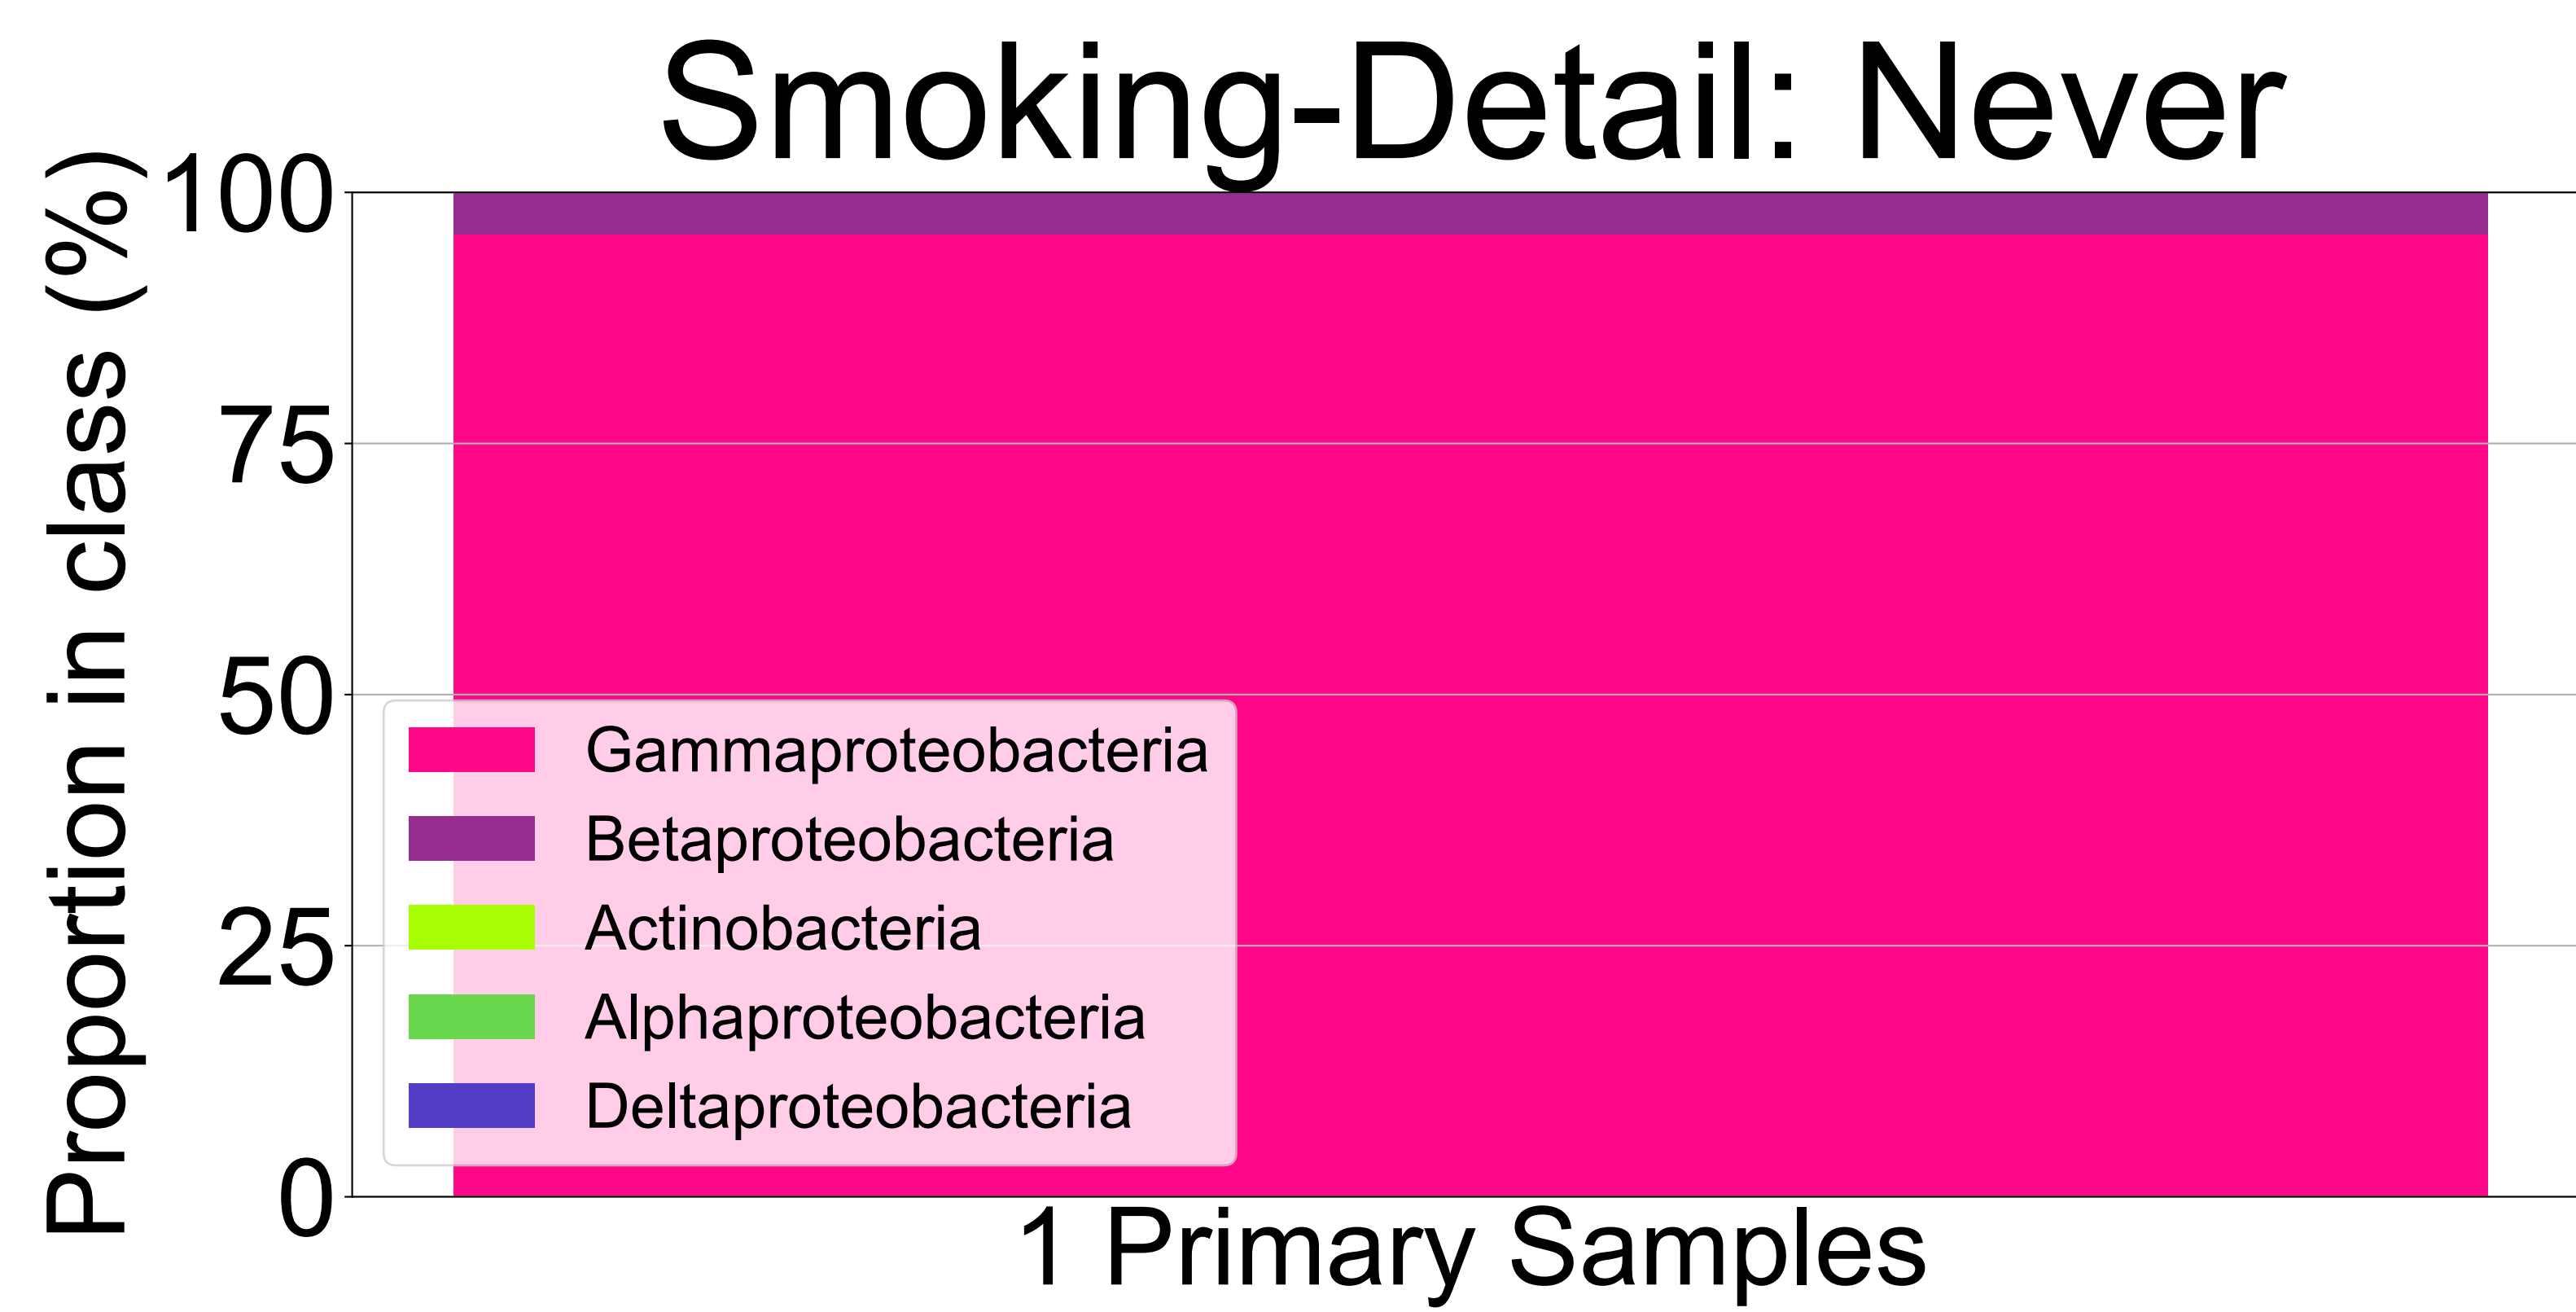 Smoking-Detail: Never
Proportion in class (%)
100
75
50
25
0
Gammaproteobacteria
Betaproteobacteria
Actinobacteria
Alphaproteobacteria
Deltaproteobacteria
1 Primary Samples